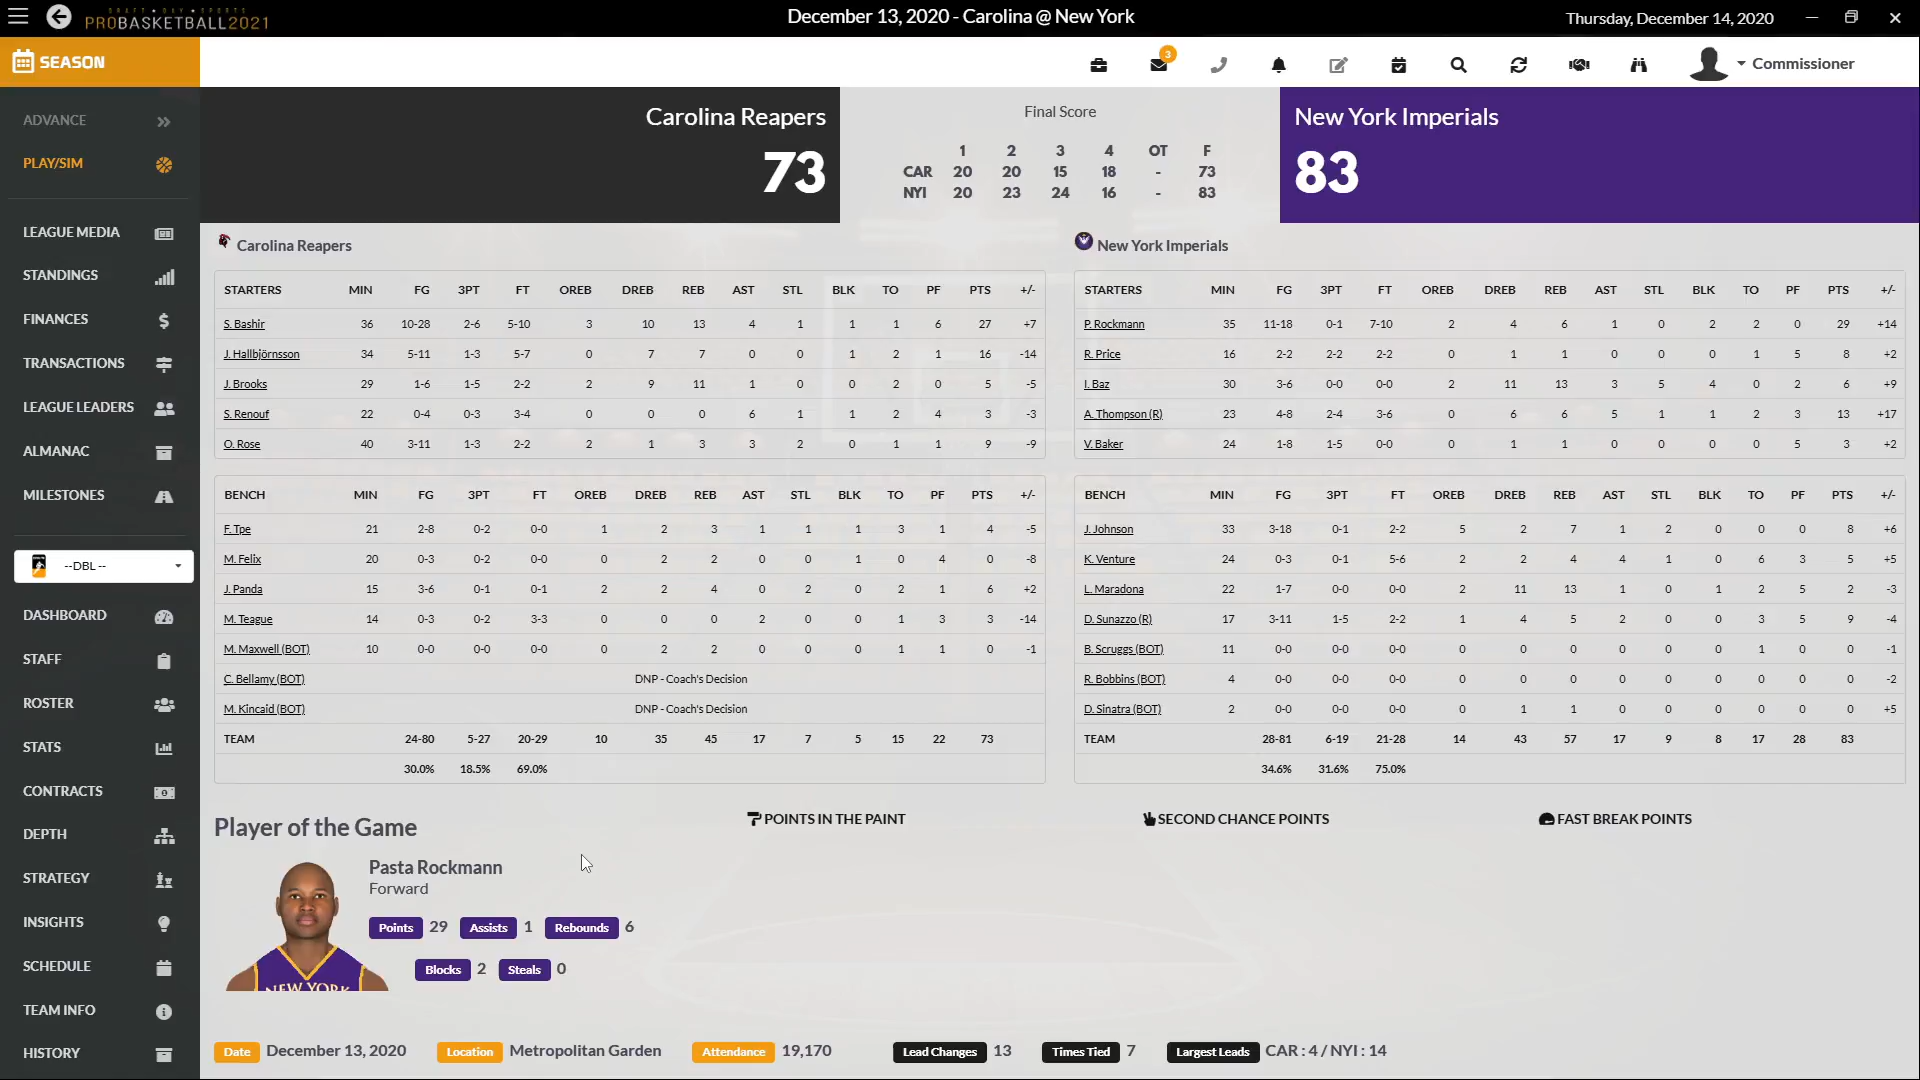 DRAFT • DAY • SPORTS
PROBASKETBALL2021
December 13, 2020 - Carolina @ New York
Thursday, December 14, 2020
SEASON
3
Commissioner
ADVANCE
PLAY/SIM
LEAGUE MEDIA
STANDINGS
FINANCES
TRANSACTIONS
LEAGUE LEADERS
ALMANAC
MILESTONES
--DBL --
DASHBOARD
STAFF
ROSTER
STATS
CONTRACTS
DEPTH
STRATEGY
INSIGHTS
SCHEDULE
TEAM INFO
HISTORY
Carolina Reapers
73
Final Score
1 2 3 4 OT F
CAR 20 20 15 18 - 73
NYI 20 23 24 16 - 83
New York Imperials
83
Carolina Reapers
STARTERS MIN FG 3PT FT OREB DREB REB AST STL BLK TO PF PTS +/-
S. Bashir 36 10-28 2-6 5-10 3 10 13 4 1 1 1 6 27 +7
J. Hallbjörnsson 34 5-11 1-3 5-7 0 7 7 0 0 1 2 1 16 -14
J. Brooks 29 1-6 1-5 2-2 2 9 11 1 0 0 2 0 5 -5
S. Renouf 22 0-4 0-3 3-4 0 0 0 6 1 1 2 4 3 -3
O. Rose 40 3-11 1-3 2-2 2 1 3 3 2 0 1 1 9 -9
BENCH MIN FG 3PT FT OREB DREB REB AST STL BLK TO PF PTS +/-
F. Tpe 21 2-8 0-2 0-0 1 2 3 1 1 1 3 1 4 -5
M. Felix 20 0-3 0-2 0-0 0 2 2 0 0 1 0 4 0 -8
J. Panda 15 3-6 0-1 0-1 2 2 4 0 2 0 2 1 6 +2
M. Teague 14 0-3 0-2 3-3 0 0 0 2 0 0 1 3 3 -14
M. Maxwell (BOT) 10 0-0 0-0 0-0 0 2 2 0 0 0 1 1 0 -1
C. Bellamy (BOT) DNP - Coach's Decision
M. Kincaid (BOT) DNP - Coach's Decision
TEAM 24-80 5-27 20-29 10 35 45 17 7 5 15 22 73
30.0% 18.5% 69.0%
New York Imperials
STARTERS MIN FG 3PT FT OREB DREB REB AST STL BLK TO PF PTS +/-
P. Rockmann 35 11-18 0-1 7-10 2 4 6 1 0 2 2 0 29 +14
R. Price 16 2-2 2-2 2-2 0 1 1 0 0 0 1 5 8 +2
I. Baz 30 3-6 0-0 0-0 2 11 13 3 5 4 0 2 6 +9
A. Thompson (R) 23 4-8 2-4 3-6 0 6 6 5 1 1 2 3 13 +17
V. Baker 24 1-8 1-5 0-0 0 1 1 0 0 0 0 5 3 +2
BENCH MIN FG 3PT FT OREB DREB REB AST STL BLK TO PF PTS +/-
J. Johnson 33 3-18 0-1 2-2 5 2 7 1 2 0 0 0 8 +6
K. Venture 24 0-3 0-1 5-6 2 2 4 4 1 0 6 3 5 +5
L. Maradona 22 1-7 0-0 0-0 2 11 13 1 0 1 2 5 2 -3
D. Sunazzo (R) 17 3-11 1-5 2-2 1 4 5 2 0 0 3 5 9 -4
B. Scruggs (BOT) 11 0-0 0-0 0-0 0 0 0 0 0 0 1 0 0 -1
R. Bobbins (BOT) 4 0-0 0-0 0-0 0 0 0 0 0 0 0 0 0 -2
D. Sinatra (BOT) 2 0-0 0-0 0-0 0 1 1 0 0 0 0 0 0 +5
TEAM 28-81 6-19 21-28 14 43 57 17 9 8 17 28 83
34.6% 31.6% 75.0%
Player of the Game
Pasta Rockmann
Forward
Points 29 Assists 1 Rebounds 6
Blocks 2 Steals 0
NEW YORK
POINTS IN THE PAINT
SECOND CHANCE POINTS
FAST BREAK POINTS
Date December 13, 2020 Location Metropolitan Garden Attendance 19,170 Lead Changes 13 Times Tied 7 Largest Leads CAR : 4 / NYI : 14